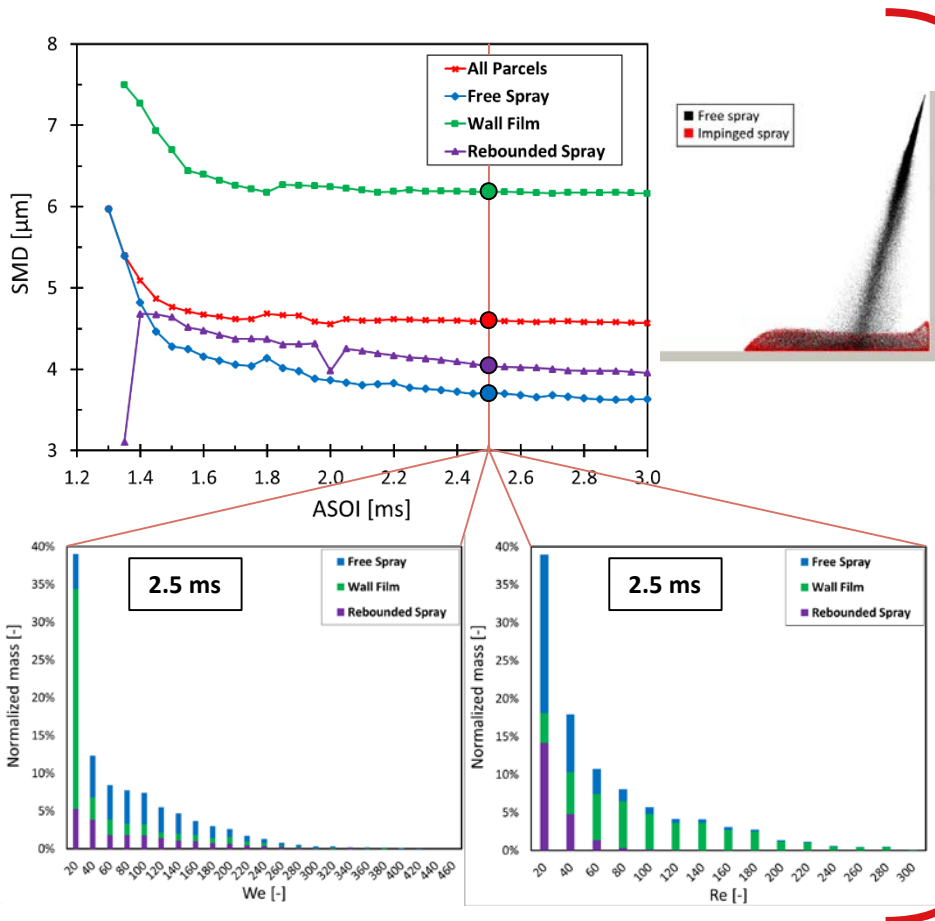 8
7
6
5
4
3
SMD [µm]
All Parcels
Free Spray
Wall Film
Rebounded Spray
1.2 1.4 1.6 1.8 2.0 2.2 2.4 2.6 2.8 3.0
ASOI [ms]
Free spray
Impinged spray
40%
35%
30%
25%
20%
15%
10%
5%
0%
Normalized mass [-]
2.5 ms
Free Spray
Wall Film
Rebounded Spray
20 40 60 80 100 120 140 160 180 200 220 240 260 280 300 320 340 360 380 400 420 440 460
We [-]
40%
35%
30%
25%
20%
15%
10%
5%
0%
Normalized mass [-]
2.5 ms
Free Spray
Wall Film
Rebounded Spray
20 40 60 80 100 120 140 160 180 200 220 240 260 280 300
Re [-]